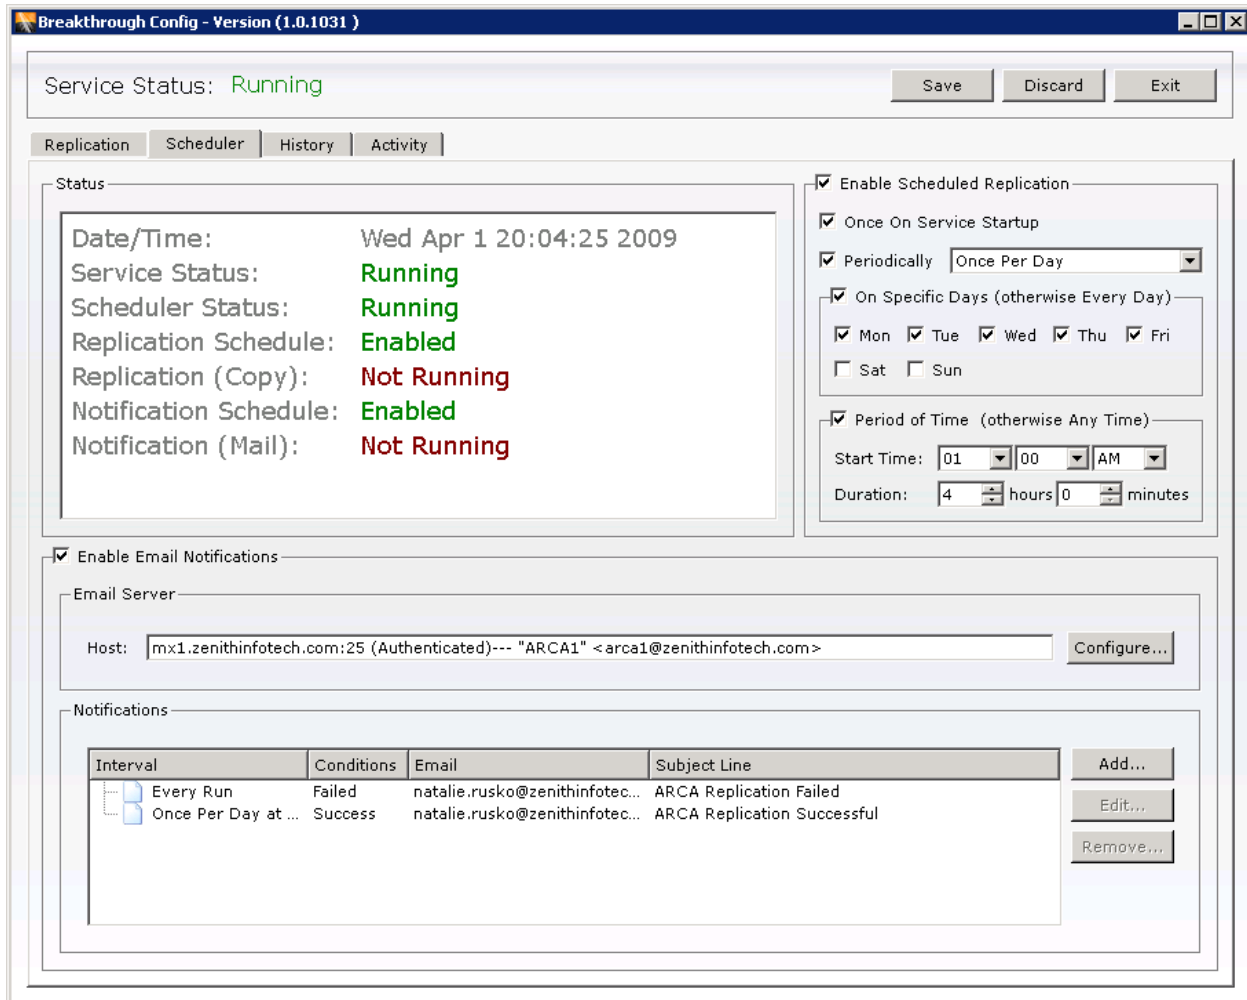 Breakthrough Config - Version (1.0.1031 )
Service Status: Running
Save Discard Exit
Replication Scheduler History Activity
Status
Date/Time: Wed Apr 1 20:04:25 2009
Service Status: Running
Scheduler Status: Running
Replication Schedule: Enabled
Replication (Copy): Not Running
Notification Schedule: Enabled
Notification (Mail): Not Running
Enable Scheduled Replication
Once On Service Startup
Periodically Once Per Day
On Specific Days (otherwise Every Day)
Mon Tue Wed Thu Fri
Sat Sun
Period of Time (otherwise Any Time)
Start Time: 01 00 AM
Duration: 4 hours 0 minutes
Enable Email Notifications
Email Server
Host: mx1.zenithinfotech.com:25 (Authenticated)--- "ARCA1" <arca1@zenithinfotech.com>
Configure...
Notifications
Interval Conditions Email Subject Line
Every Run Failed natalie.rusko@zenithinfotec... ARCA Replication Failed
Once Per Day at ... Success natalie.rusko@zenithinfotec... ARCA Replication Successful
Add...
Edit...
Remove...